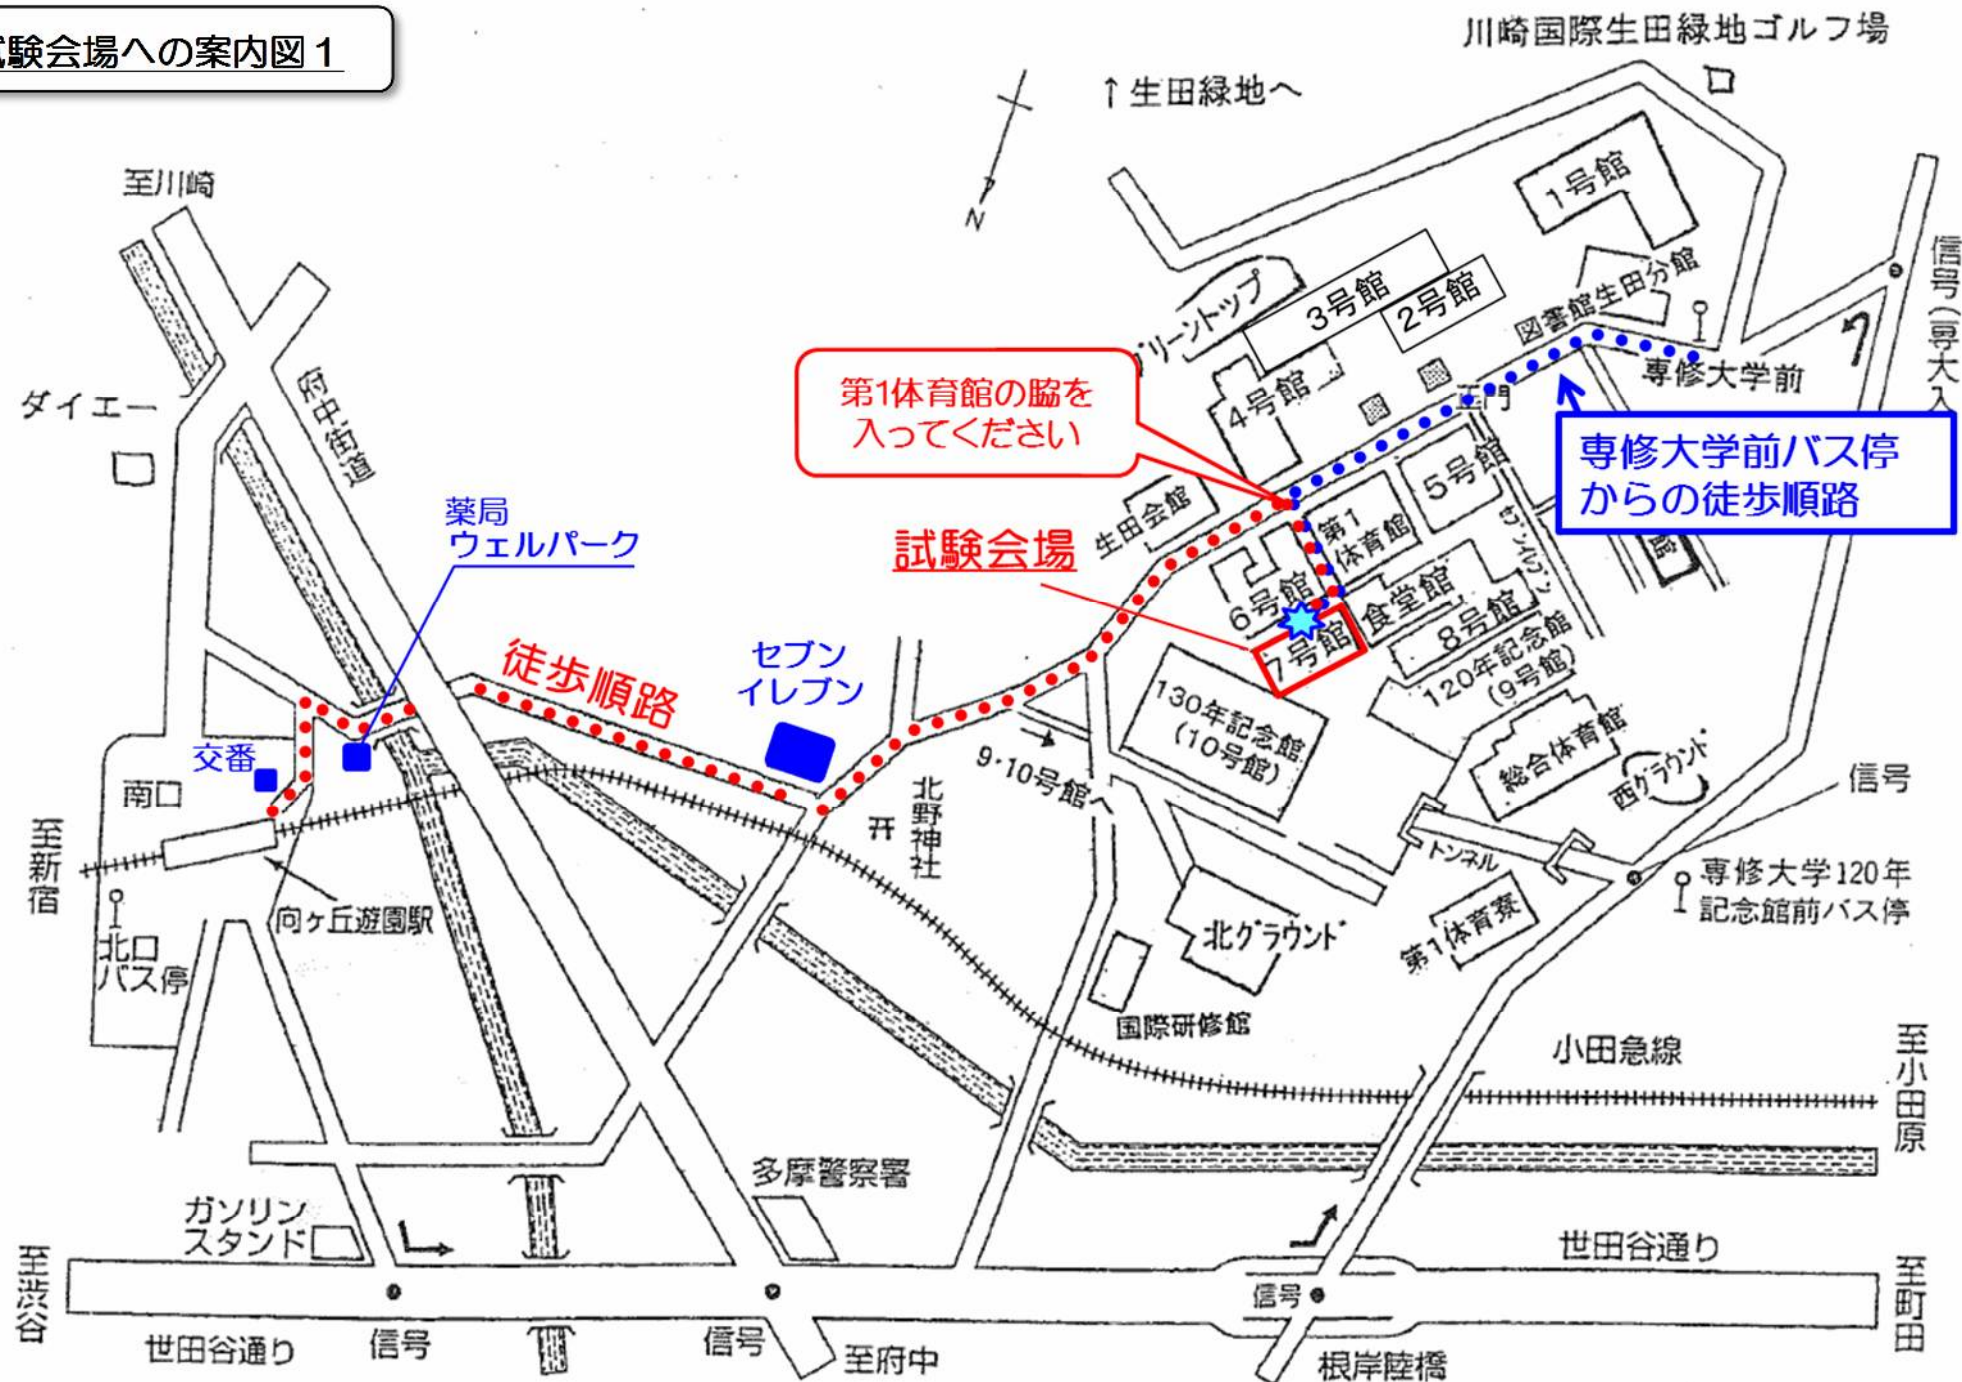 験会場への案内図1
川崎国際生田緑地ゴルフ場
↑生田緑地へ
至川崎
N
1号館
信号(専大入
3号館
2号館
図書館生田分館
リーントップ
専修大学前
正門
ダイエー
府中街道
4号館
第1体育館の脇を
入ってください
専修大学前バス停
からの徒歩順路
5号館
薬局
ウェルパーク
生田会館
第1
体育館
セブンイレブン
館
試験会場
6号館
食堂館
8号館
7号館
120年記念館
(9号館)
徒歩順路
セブン
イレブン
130年記念館
(10号館)
総合体育館
西グラウンド
9・10号館へ
交番
南口
北野神社
信号
至新宿
トンネル
専修大学120年
記念館前バス停
向ヶ丘遊園駅
北口
バス停
北グラウンド
第1体育寮
国際研修館
小田急線
至小田原
多摩警察署
ガソリン
スタンド
世田谷通り
至渋谷
至町田
信号
世田谷通り
信号
信号
至府中
根岸陸橋